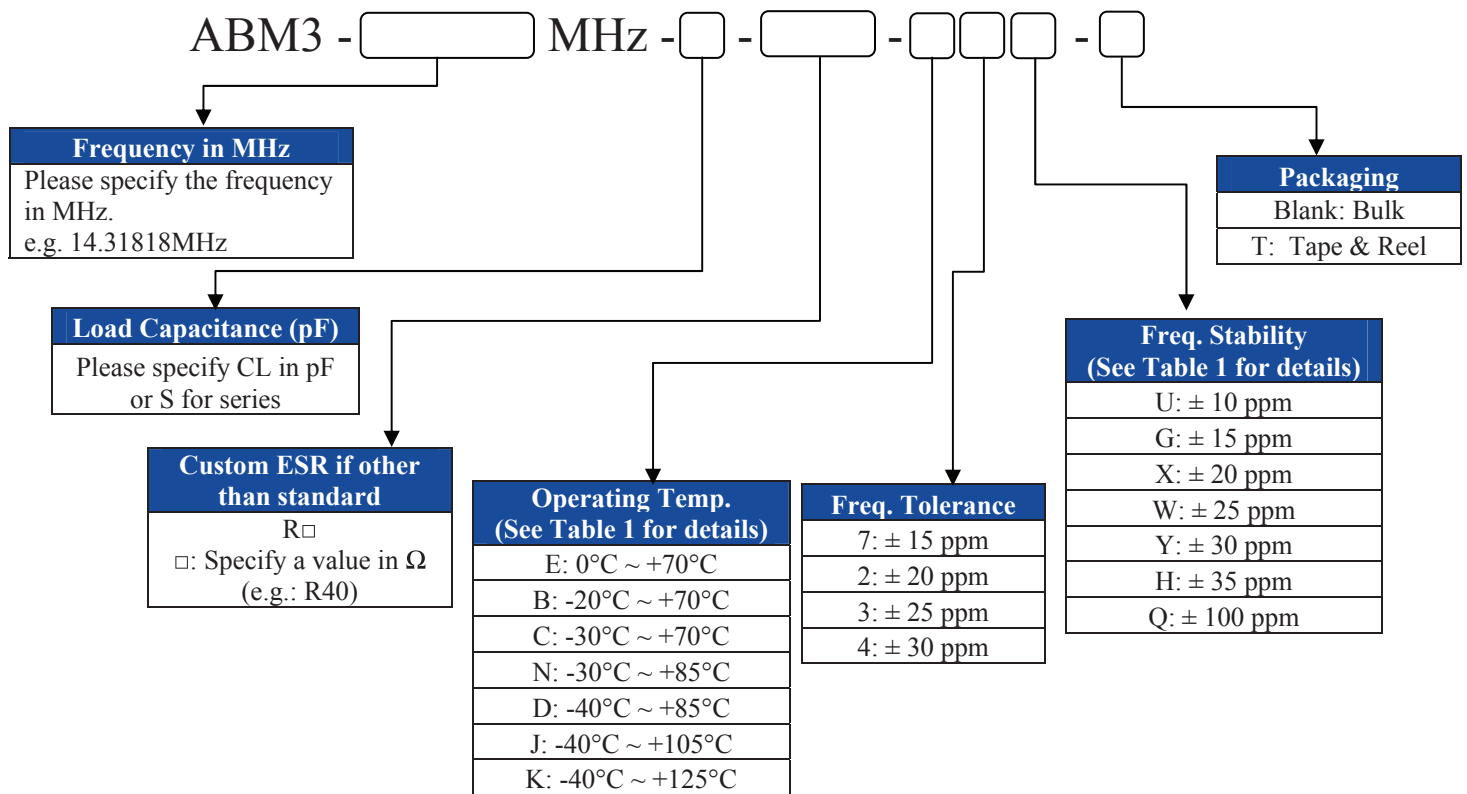 ABM3 - MHz - - - -
Frequency in MHz
Please specify the frequency
in MHz.
e.g. 14.31818MHz
Load Capacitance (pF)
Please specify CL in pF
or S for series
Custom ESR if other
than standard
R□
□: Specify a value in Ω
(e.g.: R40)
Operating Temp.
(See Table 1 for details)
E: 0°C ~ +70°C
B: -20°C ~ +70°C
C: -30°C ~ +70°C
N: -30°C ~ +85°C
D: -40°C ~ +85°C
J: -40°C ~ +105°C
K: -40°C ~ +125°C
Freq. Tolerance
7: ± 15 ppm
2: ± 20 ppm
3: ± 25 ppm
4: ± 30 ppm
Freq. Stability
(See Table 1 for details)
U: ± 10 ppm
G: ± 15 ppm
X: ± 20 ppm
W: ± 25 ppm
Y: ± 30 ppm
H: ± 35 ppm
Q: ± 100 ppm
Packaging
Blank: Bulk
T: Tape & Reel